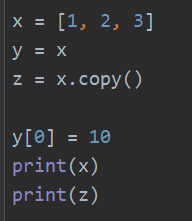 x = [1, 2, 3]
y = x
z = x.copy()
y[0] = 10
print(x)
print(z)